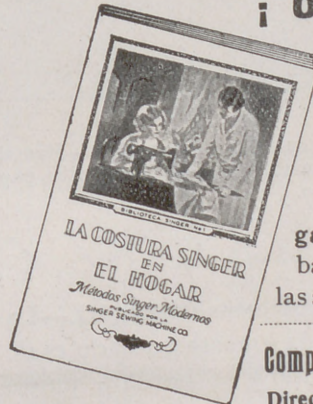 ¡
BIBLIOTECA SINGER Nº 1
LA COSTURA SINGER
EN
EL HOGAR
Métodos Singer Modernos
PUBLICADO POR LA
SINGER SEWING MACHINE CO.
ga
ba
las
Comp
Direc